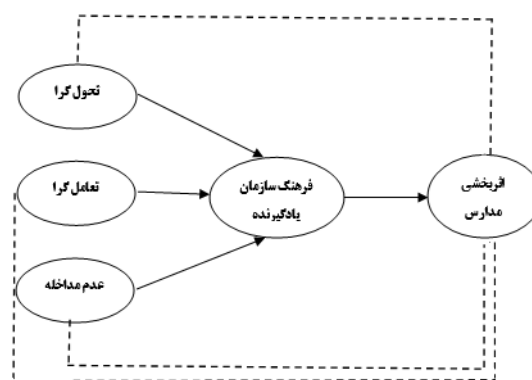 تحول گرا
تعامل گرا
عدم مداخله
فرهنگ سازمان
یادگیرنده
اثربخشی
مدارس